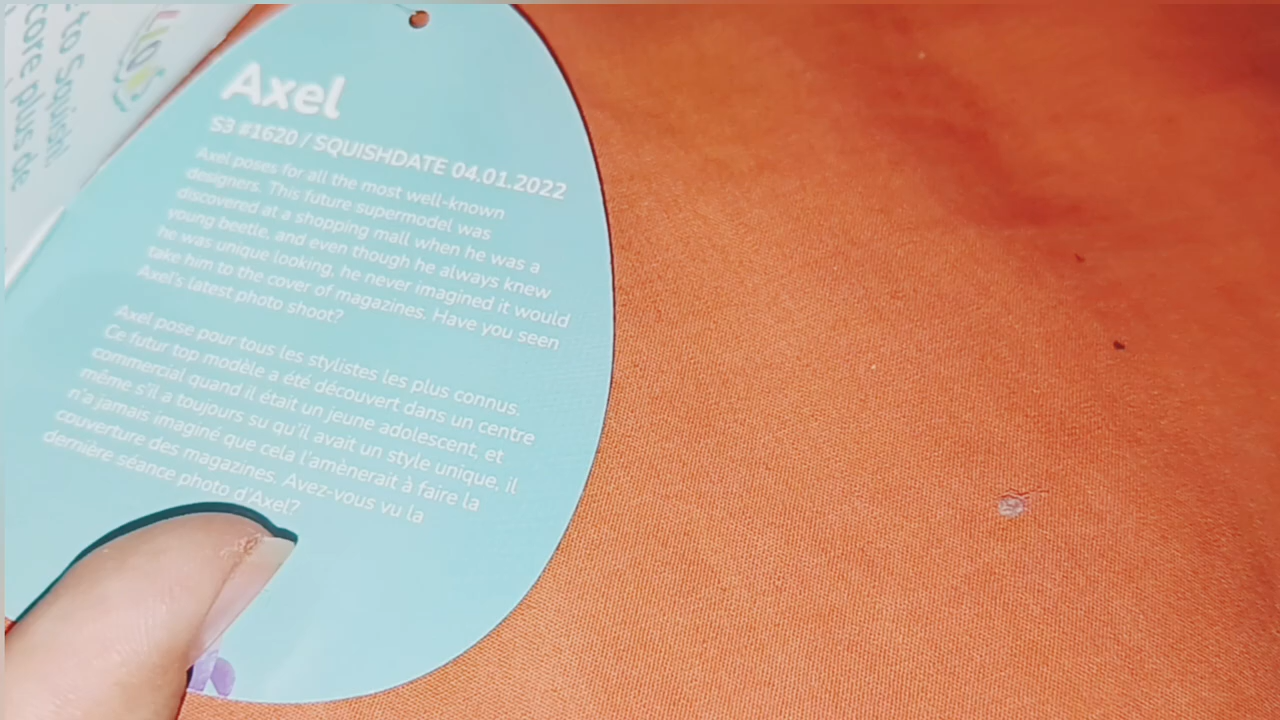 Axel
S3 #1620 / SQUISHDATE 04.01.2022
Axel poses for all the most well-known
designers. This future supermodel was
discovered at a shopping mall when he was a
young beetle, and even though he always knew
he was unique looking, he never imagined it would
take him to the cover of magazines. Have you seen
Axel's latest photo shoot?
Axel pose pour tous les stylistes les plus connus.
Ce futur top modèle a été découvert dans un centre
commercial quand il était un jeune adolescent, et
même s'il a toujours su qu'il avait un style unique, il
n'a jamais imaginé que cela l'amènerait à faire la
couverture des magazines. Avez-vous vu la
dernière séance photo d'Axel?
to Squish!
core plus de